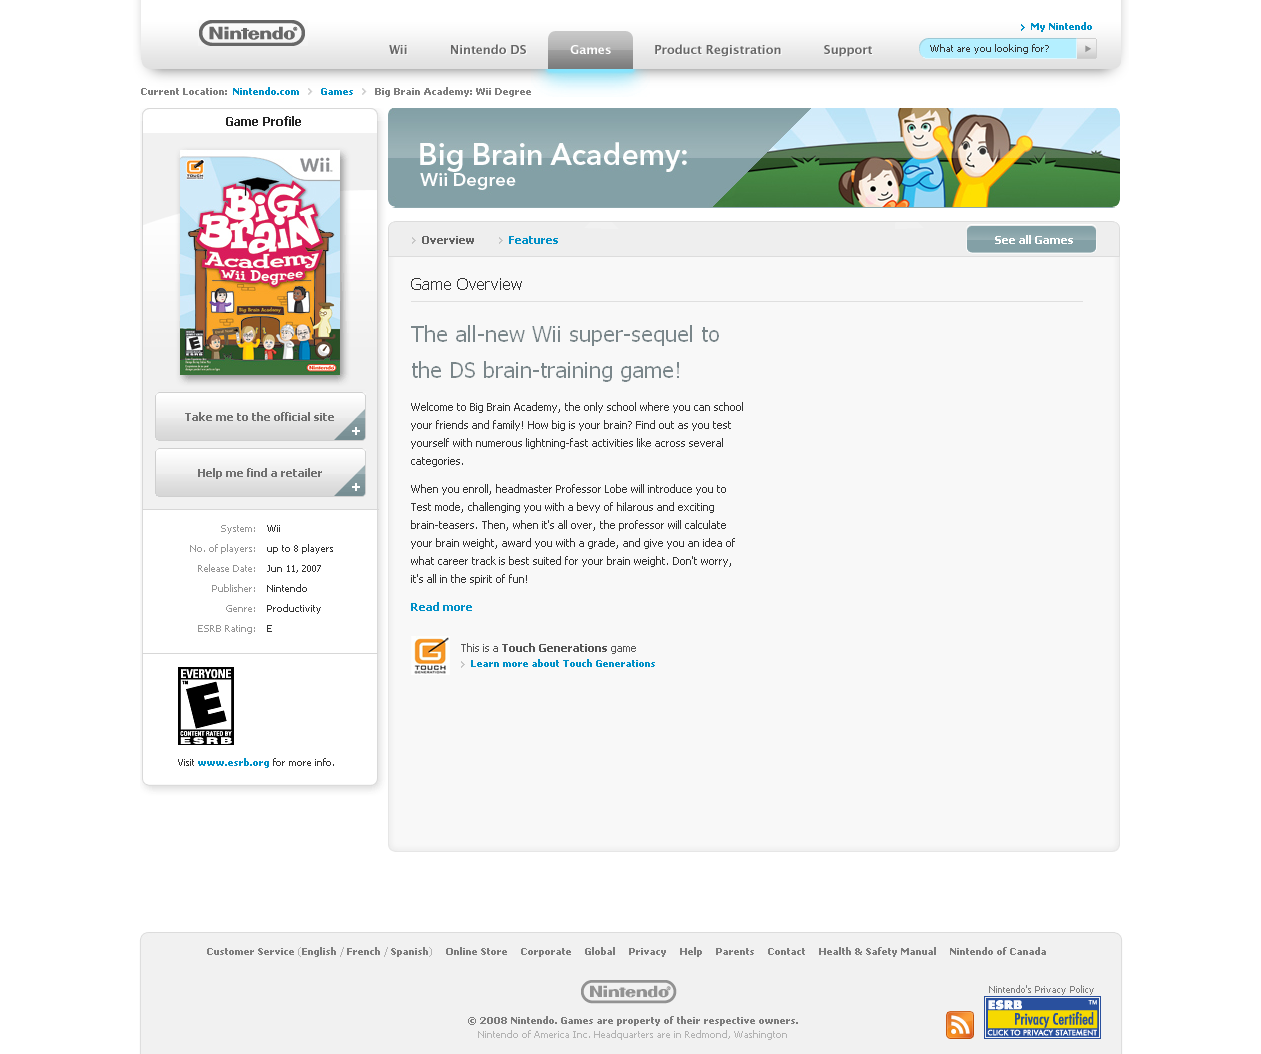 Nintendo
My Nintendo
Wii
Nintendo DS
Games
Product Registration
Support
What are you looking for?
Current Location: Nintendo.com Games Big Brain Academy: Wii Degree
Game Profile
TOUCH
Wii
BiG
BRaiN
Academy
Wii Degree
Big Brain Academy
EVERYONE
E
Nintendo
Take me to the official site
Help me find a retailer
System: Wii
No. of players: up to 8 players
Release Date: Jun 11, 2007
Publisher: Nintendo
Genre: Productivity
ESRB Rating: E
EVERYONE
E
CONTENT RATED BY
ESRB
Visit www.esrb.org for more info.
Big Brain Academy:
Wii Degree
Overview
Features
See all Games
Game Overview
The all-new Wii super-sequel to
the DS brain-training game!
Welcome to Big Brain Academy, the only school where you can school
your friends and family! How big is your brain? Find out as you test
yourself with numerous lightning-fast activities like across several
categories.
When you enroll, headmaster Professor Lobe will introduce you to
Test mode, challenging you with a bevy of hilarous and exciting
brain-teasers. Then, when it's all over, the professor will calculate
your brain weight, award you with a grade, and give you an idea of
what career track is best suited for your brain weight. Don't worry,
it's all in the spirit of fun!
Read more
TOUCH
GENERATIONS
This is a Touch Generations game
Learn more about Touch Generations
Customer Service (English / French / Spanish) Online Store Corporate Global Privacy Help Parents Contact Health & Safety Manual Nintendo of Canada
Nintendo
© 2008 Nintendo. Games are property of their respective owners.
Nintendo of America Inc. Headquarters are in Redmond, Washington
Nintendo's Privacy Policy
ESRB TM
Privacy Certified
CLICK TO PRIVACY STATEMENT